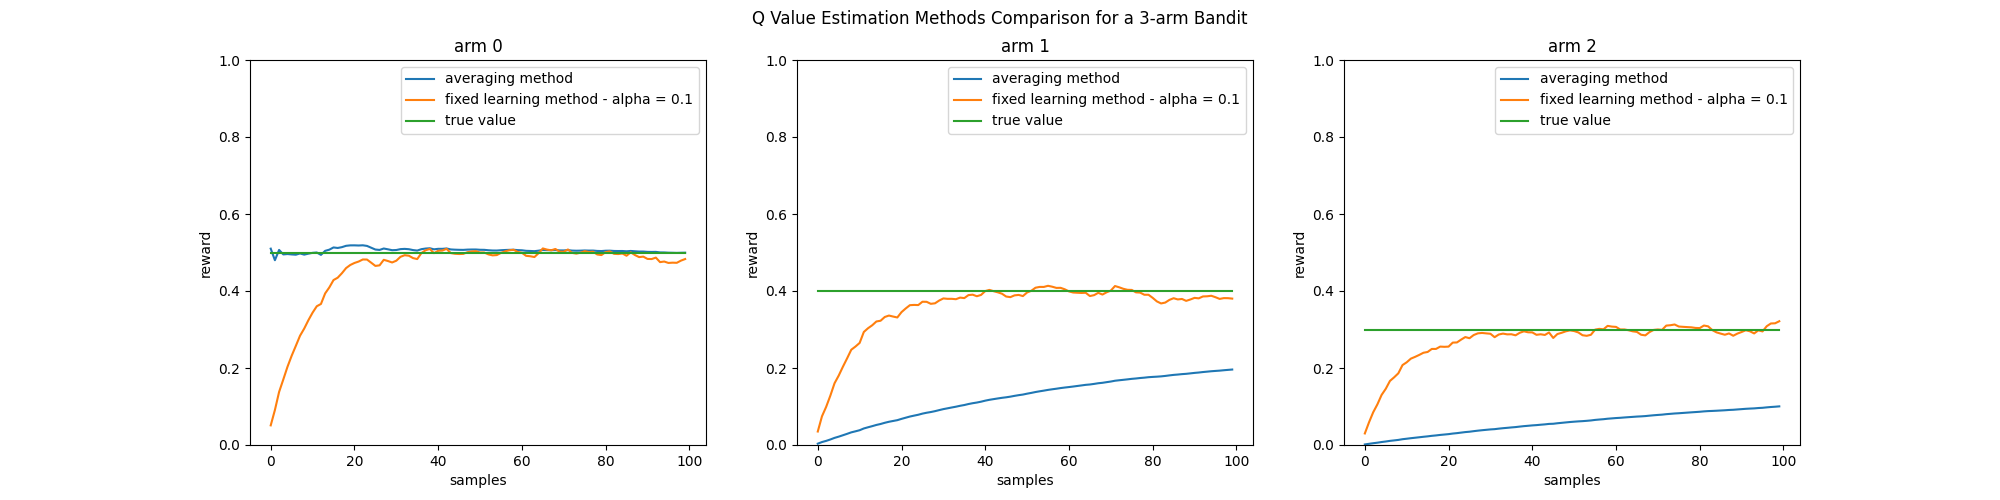 Q Value Estimation Methods Comparison for a 3-arm Bandit
arm 0
1.0
0.8
0.6
0.4
0.2
0.0
reward
averaging method
fixed learning method - alpha = 0.1
true value
0 20 40 60 80 100
samples
arm 1
1.0
0.8
0.6
0.4
0.2
0.0
reward
averaging method
fixed learning method - alpha = 0.1
true value
0 20 40 60 80 100
samples
arm 2
1.0
0.8
0.6
0.4
0.2
0.0
reward
averaging method
fixed learning method - alpha = 0.1
true value
0 20 40 60 80 100
samples